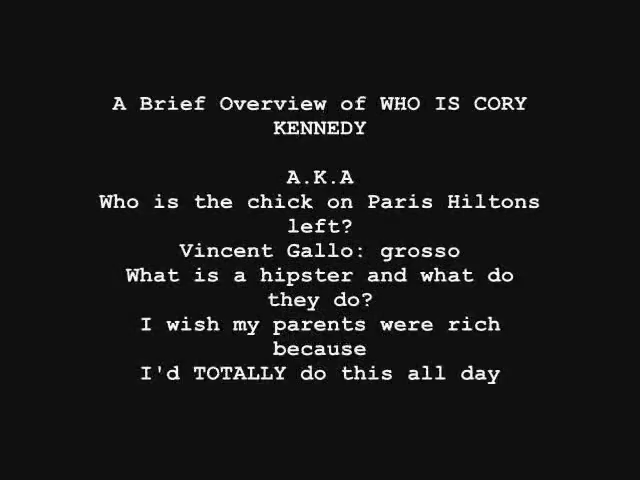 A Brief Overview of WHO IS CORY
KENNEDY
A.K.A
Who is the chick on Paris Hiltons
left?
Vincent Gallo: grosso
What is a hipster and what do
they do?
I wish my parents were rich
because
I'd TOTALLY do this all day